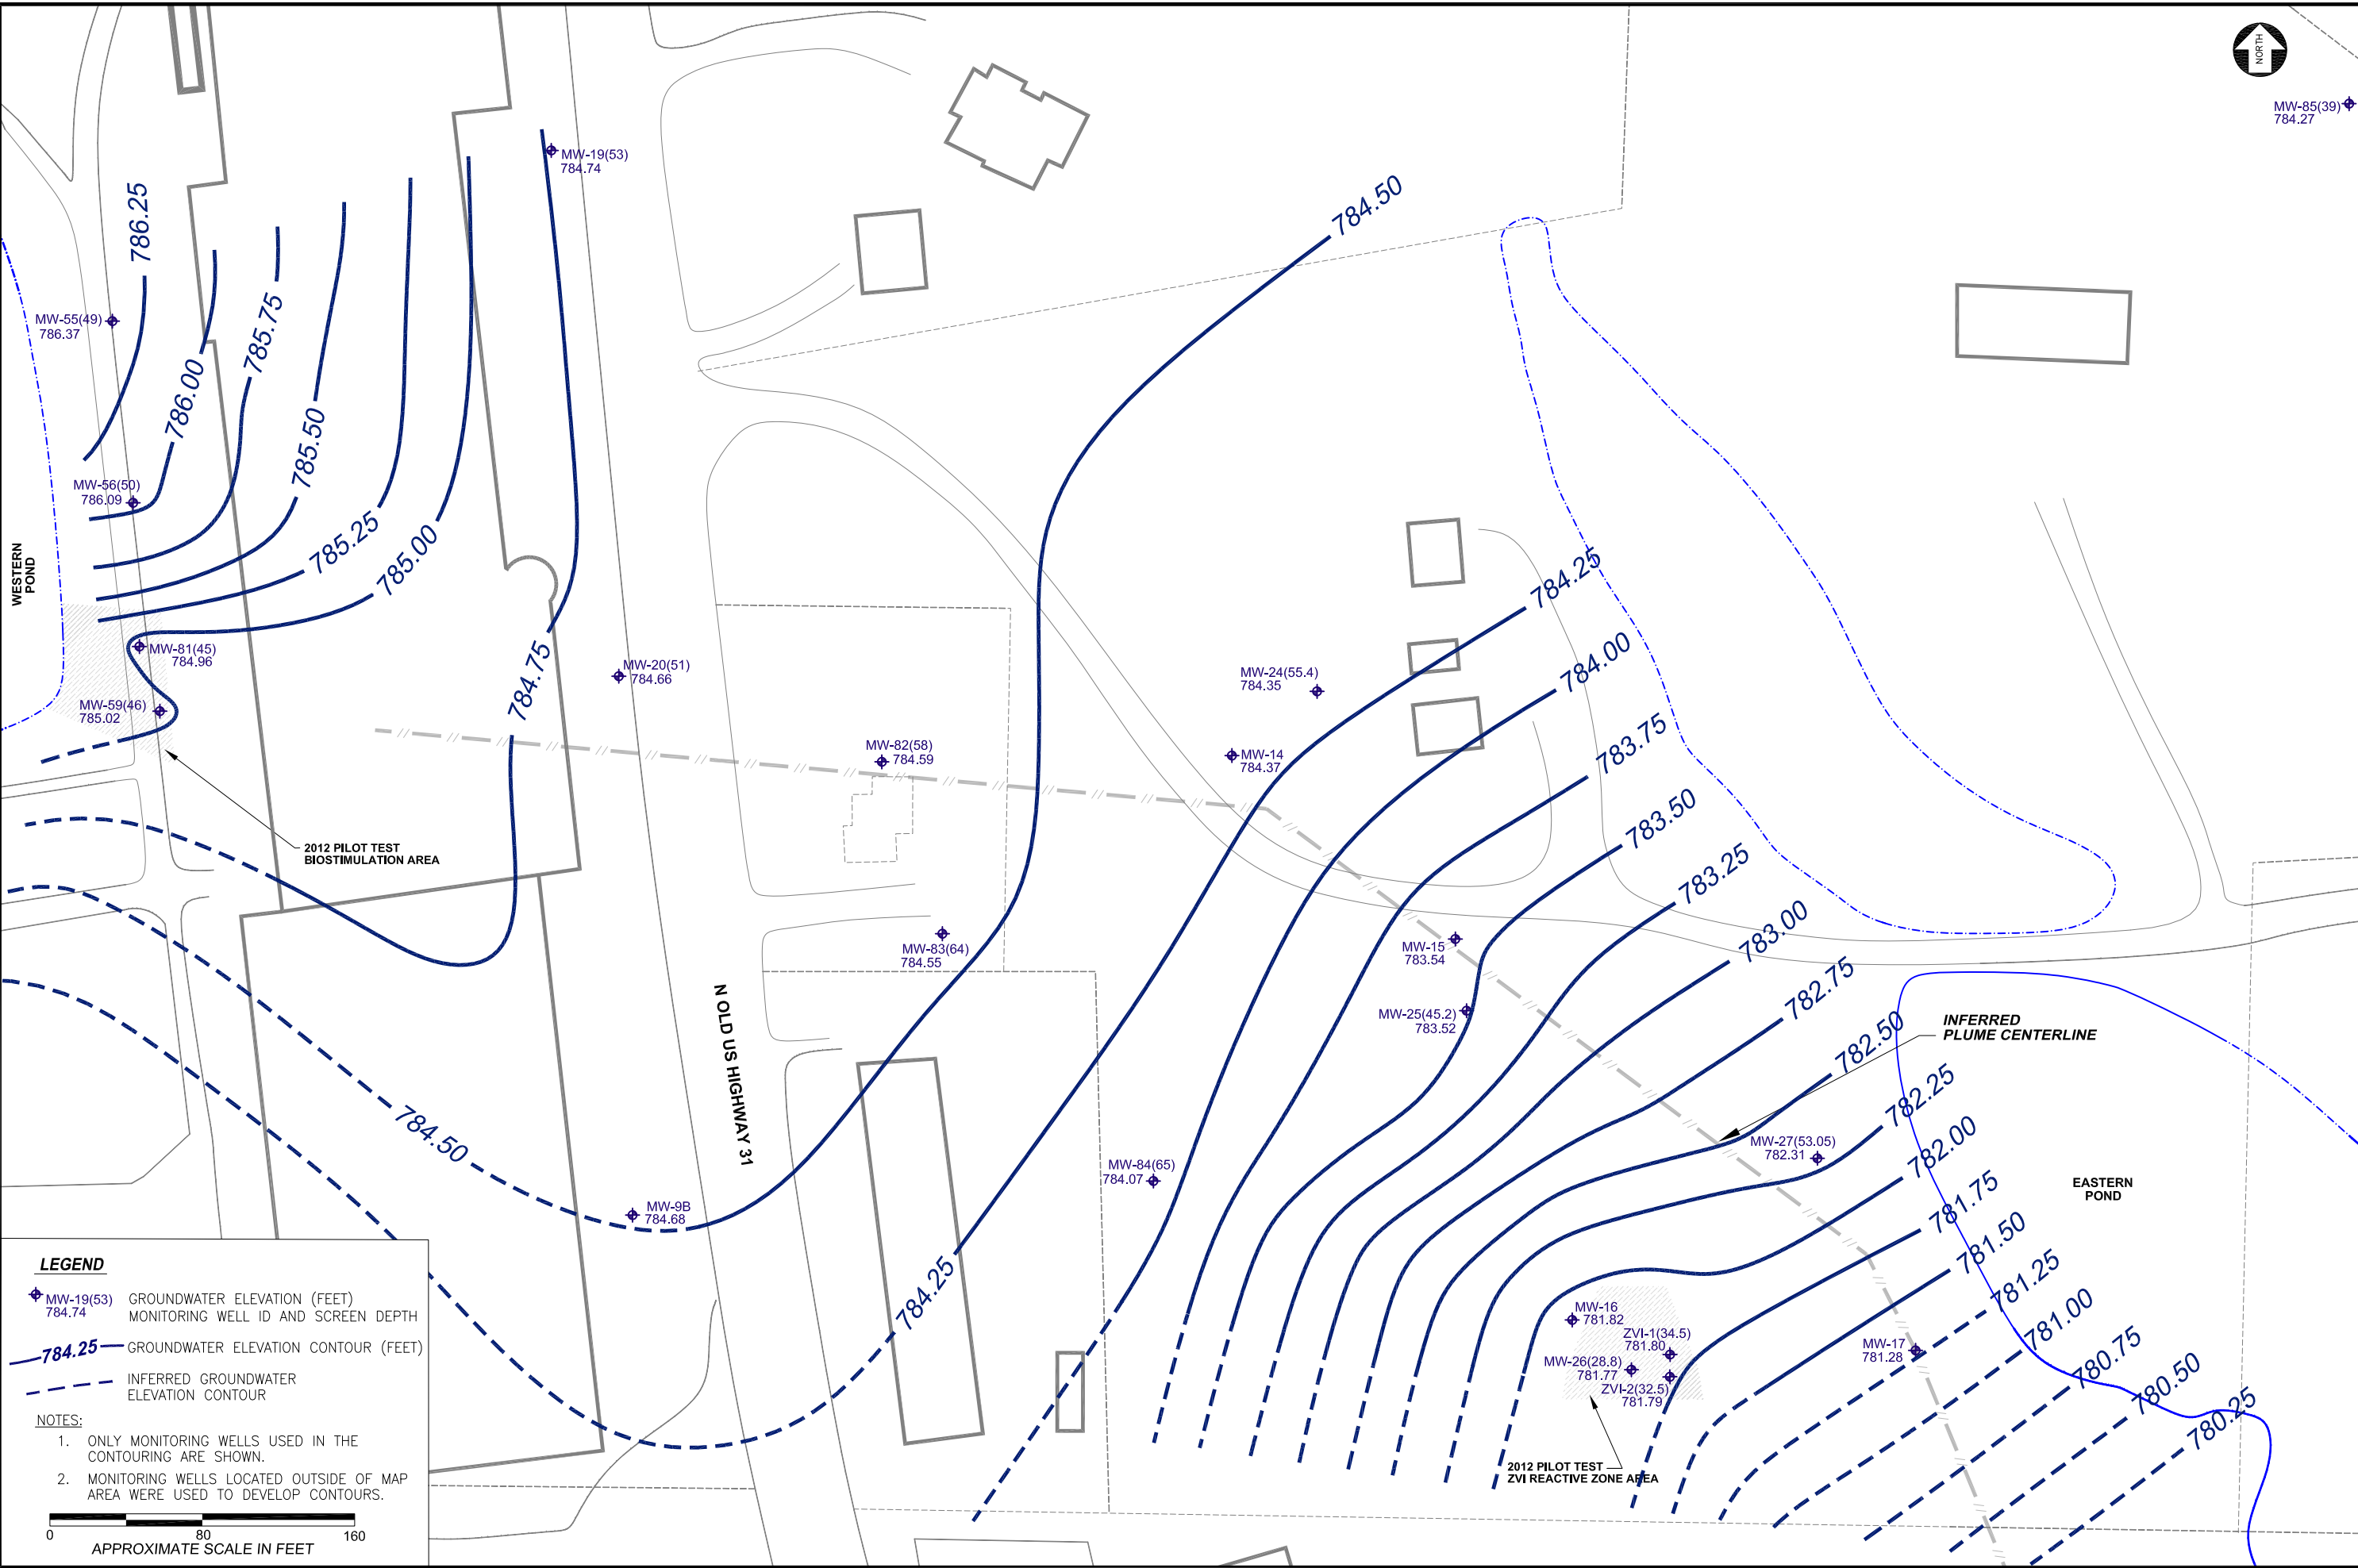 NORTH
MW-85(39)
784.27
MW-19(53)
784.74
786.25
784.50
MW-55(49)
786.37
785.75
786.00
785.50
MW-56(50)
786.09
785.25
785.00
WESTERN
POND
784.25
MW-81(45)
784.96
784.75
MW-20(51)
784.66
MW-24(55.4)
784.35
784.00
MW-59(46)
785.02
MW-82(58)
784.59
MW-14
784.37
783.75
783.50
2012 PILOT TEST
BIOSTIMULATION AREA
783.25
MW-83(64)
784.55
MW-15
783.54
783.00
782.75
MW-25(45.2)
783.52
N OLD US HIGHWAY 31
782.50
INFERRED
PLUME CENTERLINE
782.25
784.50
MW-84(65)
784.07
MW-27(53.05)
782.31
782.00
EASTERN
POND
MW-9B
784.68
781.75
781.50
784.25
781.25
781.00
MW-16
781.82
ZVI-1(34.5)
781.80
MW-26(28.8)
781.77
ZVI-2(32.5)
781.79
MW-17
781.28
780.75
780.50
780.25
2012 PILOT TEST
ZVI REACTIVE ZONE AREA
LEGEND
MW-19(53)
784.74
GROUNDWATER ELEVATION (FEET)
MONITORING WELL ID AND SCREEN DEPTH
784.25
GROUNDWATER ELEVATION CONTOUR (FEET)
INFERRED GROUNDWATER
ELEVATION CONTOUR
NOTES:
1. ONLY MONITORING WELLS USED IN THE
CONTOURING ARE SHOWN.
2. MONITORING WELLS LOCATED OUTSIDE OF MAP
AREA WERE USED TO DEVELOP CONTOURS.
0 80 160
APPROXIMATE SCALE IN FEET